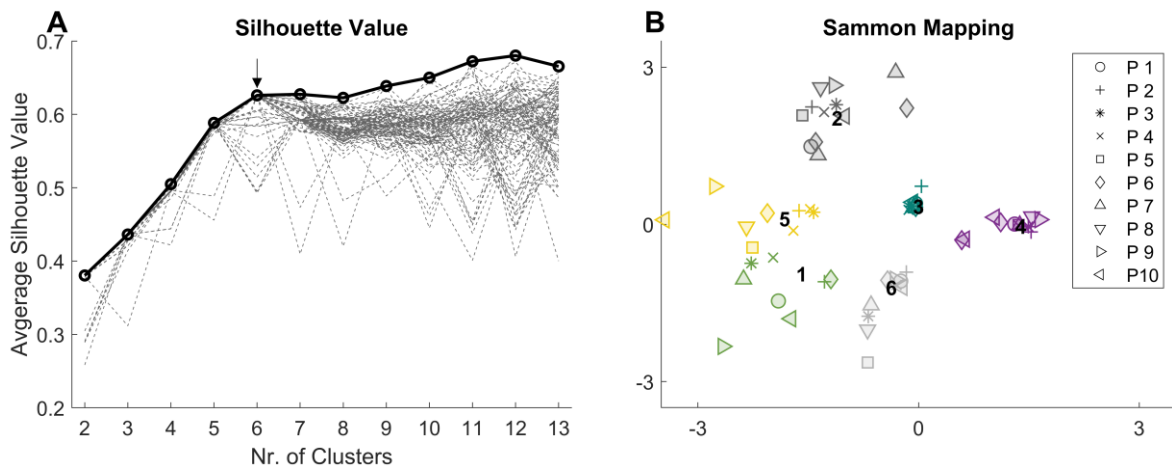 A
Silhouette Value
Avgerage Silhouette Value
0.7
0.6
0.5
0.4
0.3
0.2
2 3 4 5 6 7 8 9 10 11 12 13
Nr. of Clusters
B
Sammon Mapping
3
0
-3
-3 0 3
2
5
3
4
1
6
P 1
P 2
P 3
P 4
P 5
P 6
P 7
P 8
P 9
P10